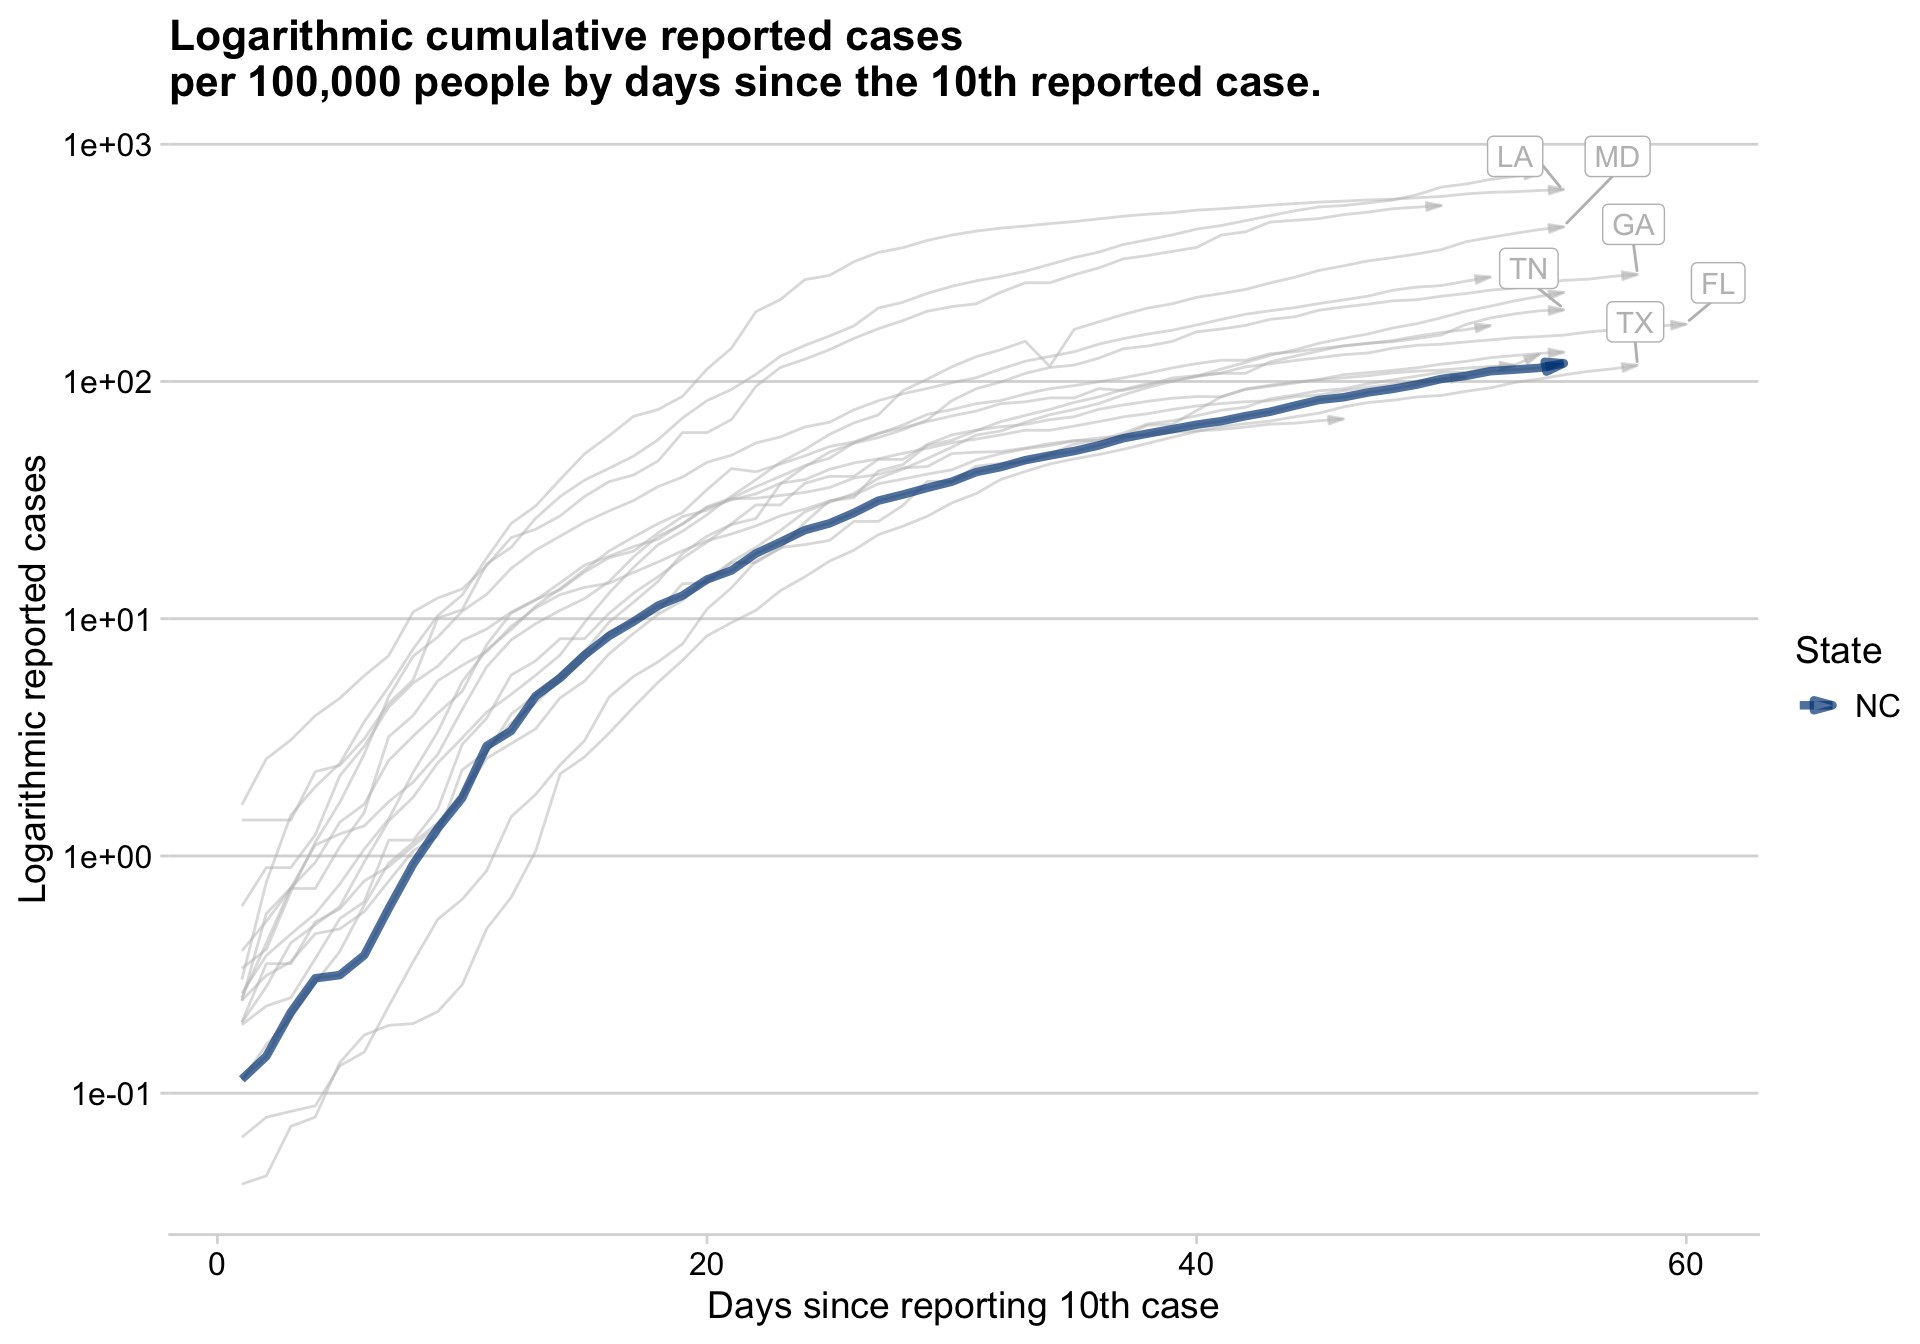 Logarithmic cumulative reported cases
per 100,000 people by days since the 10th reported case.
1e+03
1e+02
1e+01
1e+00
1e-01
Logarithmic reported cases
LA
MD
GA
TN
FL
TX
State
NC
0
20
40
60
Days since reporting 10th case